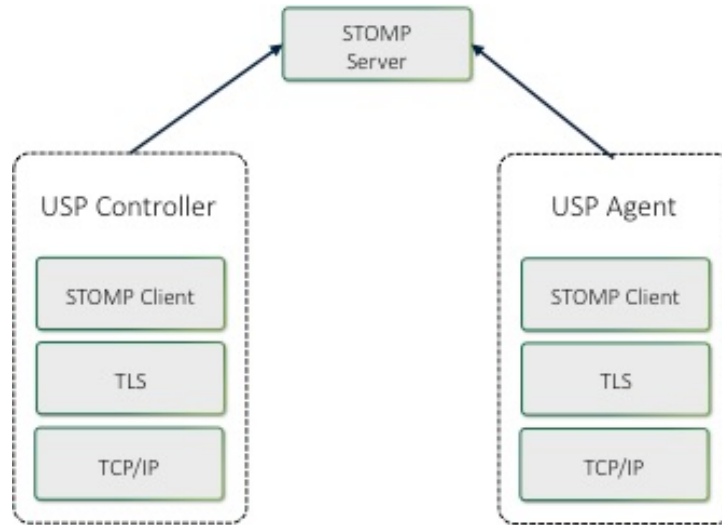 STOMP
Server
USP Controller
STOMP Client
TLS
TCP/IP
USP Agent
STOMP Client
TLS
TCP/IP